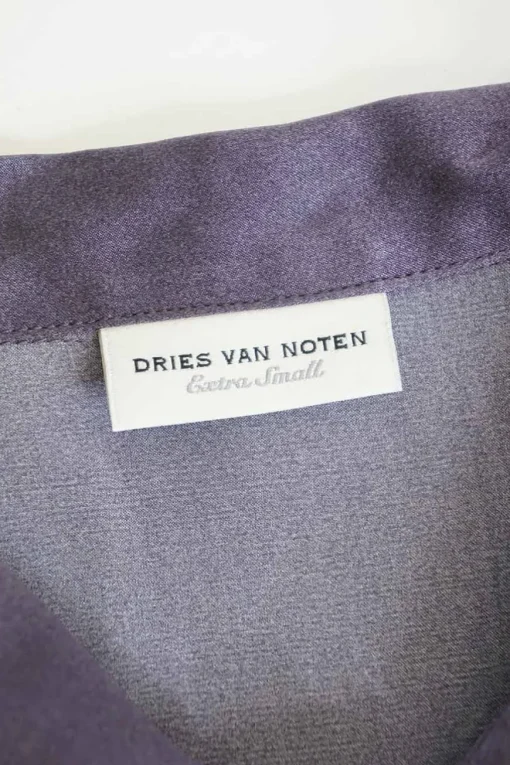 DRIES VAN NOTEN
Extra Small